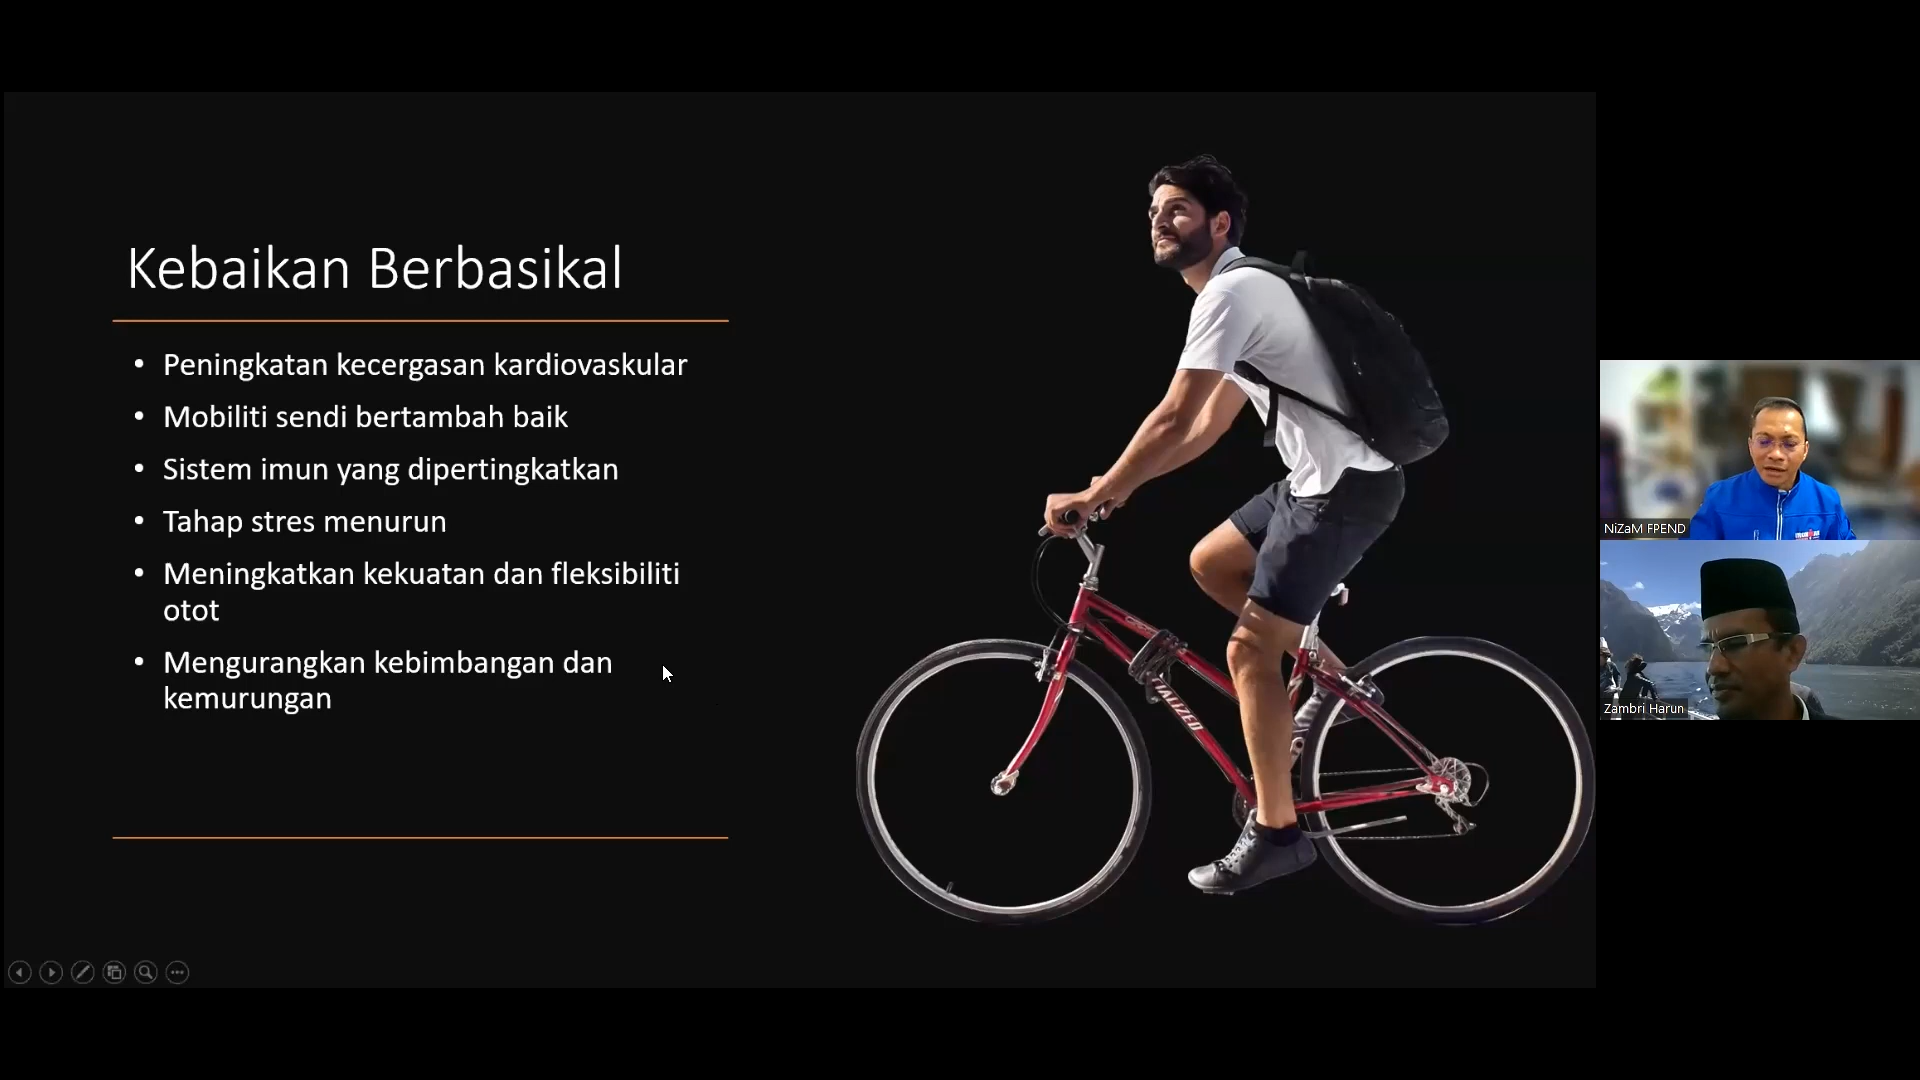 Kebaikan Berbasikal
• Peningkatan kecergasan kardiovaskular
• Mobiliti sendi bertambah baik
• Sistem imun yang dipertingkatkan
• Tahap stres menurun
• Meningkatkan kekuatan dan fleksibiliti
otot
• Mengurangkan kebimbangan dan
kemurungan
IALIZED
NiZaM FPEND
Zambri Harun